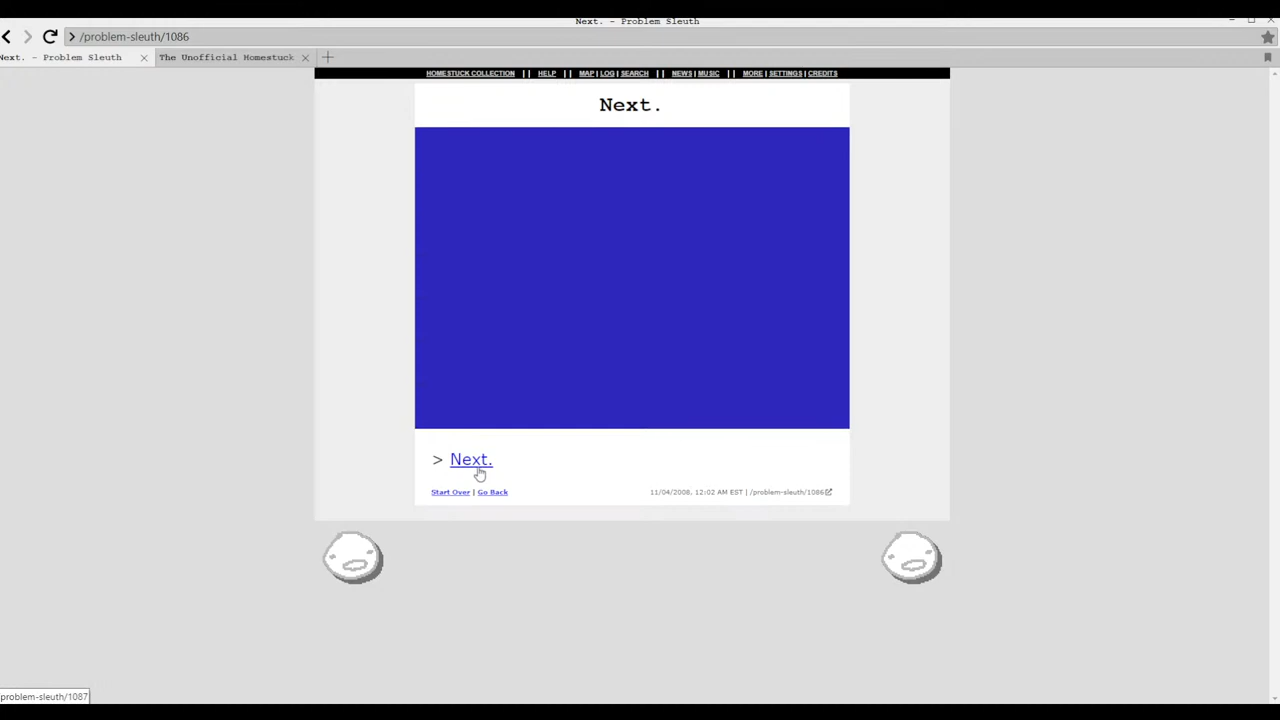 Next. - Problem Sleuth
/problem-sleuth/1086
Next. - Problem Sleuth
The Unofficial Homestuck
HOMESTUCK COLLECTION || HELP || MAP | LOG | SEARCH || NEWS | MUSIC || MORE | SETTINGS | CREDITS
Next.
> Next.
Start Over | Go Back
11/04/2008, 12:02 AM EST | /problem-sleuth/1086
problem-sleuth/1087